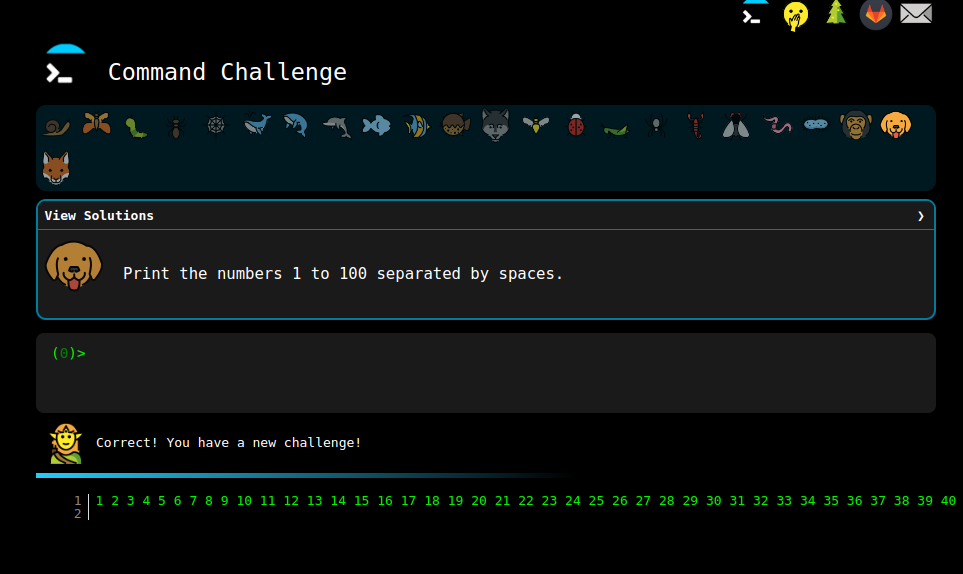 Command Challenge
View Solutions ❯
Print the numbers 1 to 100 separated by spaces.
(0)>
Correct! You have a new challenge!
1 1 2 3 4 5 6 7 8 9 10 11 12 13 14 15 16 17 18 19 20 21 22 23 24 25 26 27 28 29 30 31 32 33 34 35 36 37 38 39 40
2